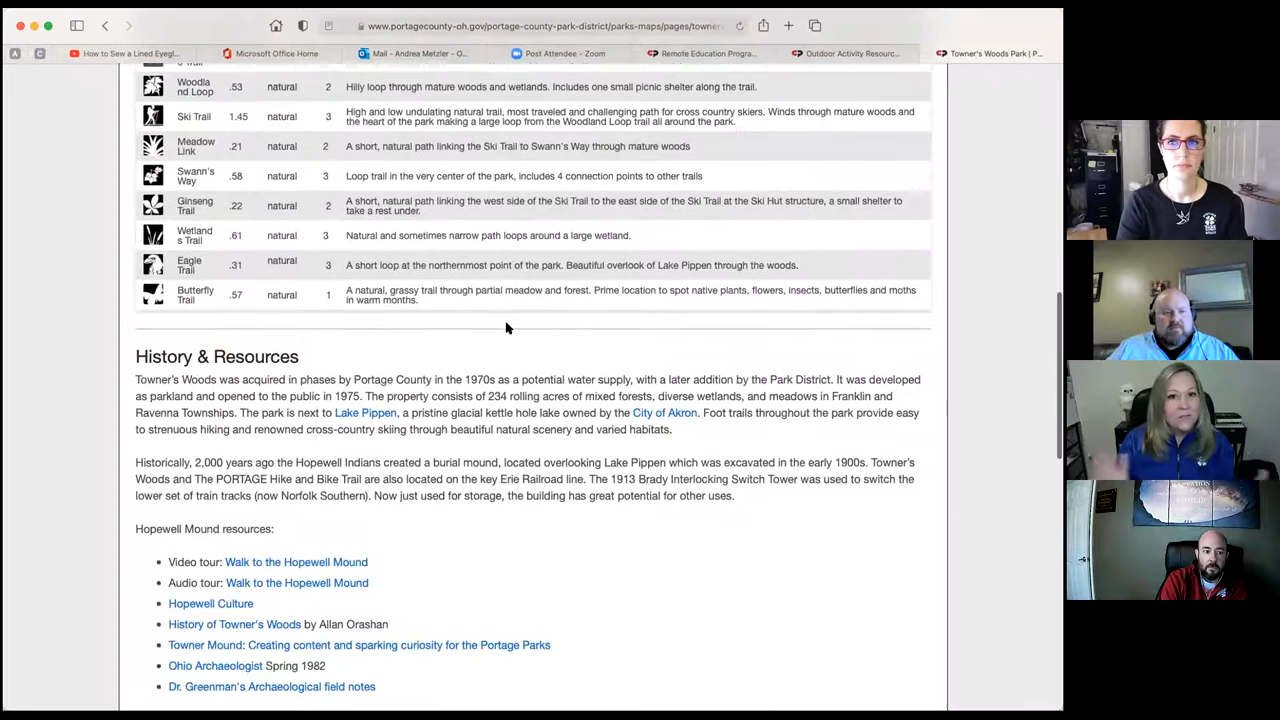 www.portagecounty-oh.gov/portage-county-park-district/parks-maps/pages/towner
A
C
How to Sew a Lined Eyegl...
Microsoft Office Home
Mail - Andrea Metzler - O...
Post Attendee - Zoom
Remote Education Progra...
Outdoor Activity Resourc...
Towner's Woods Park | P...
Woodla
nd Loop
.53
natural
2
Hilly loop through mature woods and wetlands. Includes one small picnic shelter along the trail.
Ski Trail
1.45
natural
3
High and low undulating natural trail, most traveled and challenging path for cross country skiers. Winds through mature woods and
the heart of the park making a large loop from the Woodland Loop trail all around the park.
Meadow
Link
.21
natural
2
A short, natural path linking the Ski Trail to Swann's Way through mature woods
Swann's
Way
.58
natural
3
Loop trail in the very center of the park, includes 4 connection points to other trails
Ginseng
Trail
.22
natural
2
A short, natural path linking the west side of the Ski Trail to the east side of the Ski Trail at the Ski Hut structure, a small shelter to
take a rest under.
Wetland
s Trail
.61
natural
3
Natural and sometimes narrow path loops around a large wetland.
Eagle
Trail
.31
natural
3
A short loop at the northernmost point of the park. Beautiful overlook of Lake Pippen through the woods.
Butterfly
Trail
.57
natural
1
A natural, grassy trail through partial meadow and forest. Prime location to spot native plants, flowers, insects, butterflies and moths
in warm months.
History & Resources
Towner's Woods was acquired in phases by Portage County in the 1970s as a potential water supply, with a later addition by the Park District. It was developed
as parkland and opened to the public in 1975. The property consists of 234 rolling acres of mixed forests, diverse wetlands, and meadows in Franklin and
Ravenna Townships. The park is next to Lake Pippen, a pristine glacial kettle hole lake owned by the City of Akron. Foot trails throughout the park provide easy
to strenuous hiking and renowned cross-country skiing through beautiful natural scenery and varied habitats.
Historically, 2,000 years ago the Hopewell Indians created a burial mound, located overlooking Lake Pippen which was excavated in the early 1900s. Towner's
Woods and The PORTAGE Hike and Bike Trail are also located on the key Erie Railroad line. The 1913 Brady Interlocking Switch Tower was used to switch the
lower set of train tracks (now Norfolk Southern). Now just used for storage, the building has great potential for other uses.
Hopewell Mound resources:
• Video tour: Walk to the Hopewell Mound
• Audio tour: Walk to the Hopewell Mound
• Hopewell Culture
• History of Towner's Woods by Allan Orashan
• Towner Mound: Creating content and sparking curiosity for the Portage Parks
• Ohio Archaeologist Spring 1982
• Dr. Greenman's Archaeological field notes